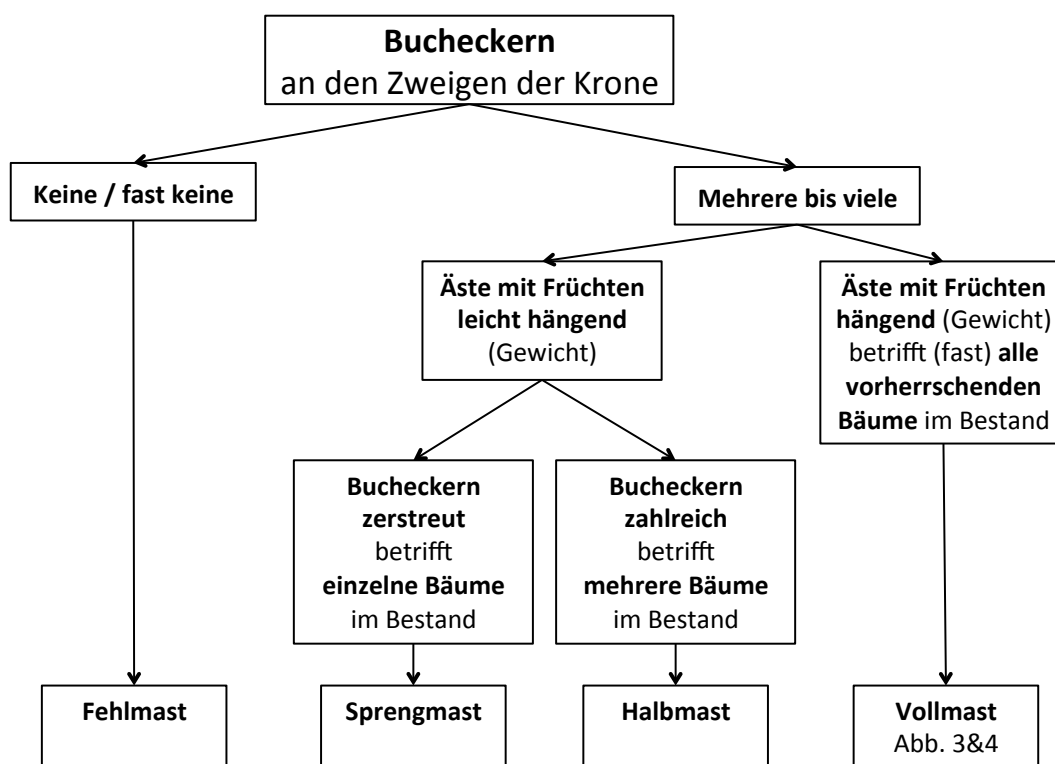 Bucheckern
an den Zweigen der Krone
Keine / fast keine
Mehrere bis viele
Äste mit Früchten
leicht hängend
(Gewicht)
Äste mit Früchten
hängend (Gewicht)
betrifft (fast) alle
vorherrschenden
Bäume im Bestand
Bucheckern
zerstreut
betrifft
einzelne Bäume
im Bestand
Bucheckern
zahlreich
betrifft
mehrere Bäume
im Bestand
Fehlmast
Sprengmast
Halbmast
Vollmast
Abb. 3&4